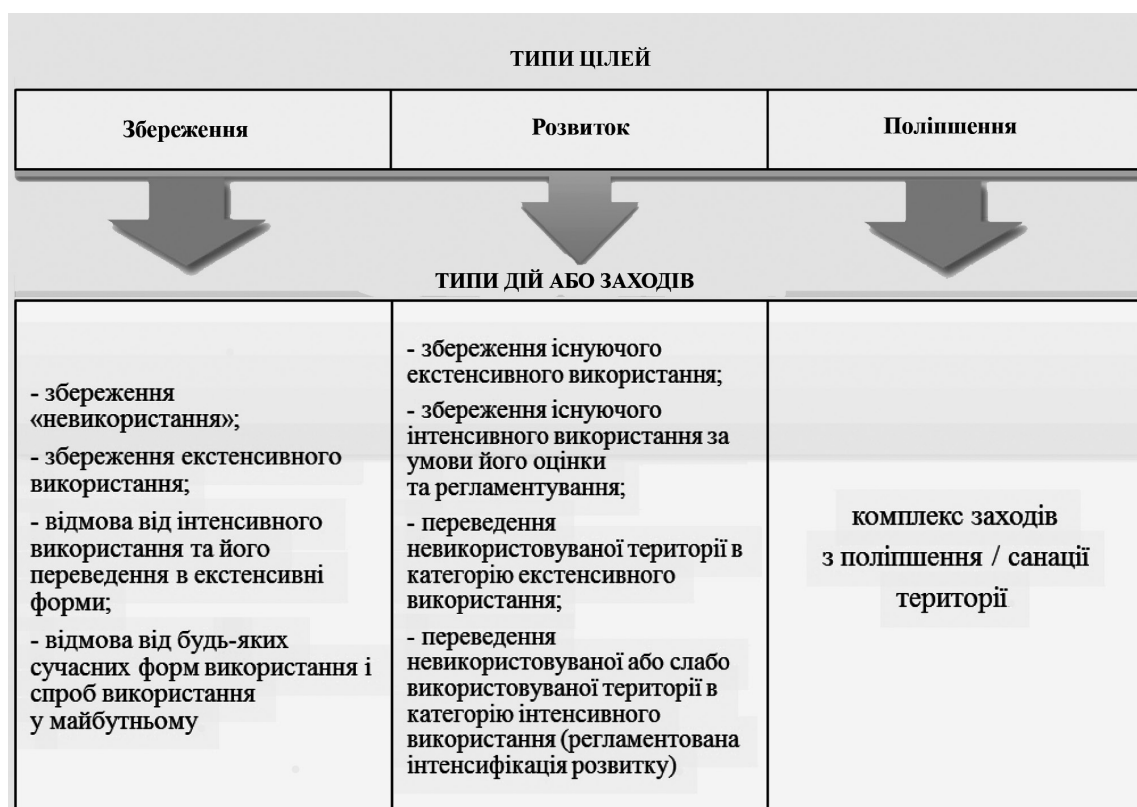 ТИПИ ЦІЛЕЙ
Збереження
Розвиток
Поліпшення
ТИПИ ДІЙ АБО ЗАХОДІВ
- збереження
«невикористання»;
- збереження екстенсивного
використання;
- відмова від інтенсивного
використання та його
переведення в екстенсивні
форми;
- відмова від будь-яких
сучасних форм використання і
спроб використання
у майбутньому
- збереження існуючого
екстенсивного використання;
- збереження існуючого
інтенсивного використання за
умови його оцінки
та регламентування;
- переведення
невикористовуваної території в
категорію екстенсивного
використання;
- переведення
невикористовуваної або слабо
використовуваної території в
категорію інтенсивного
використання (регламентована
інтенсифікація розвитку)
комплекс заходів
з поліпшення / санації
території